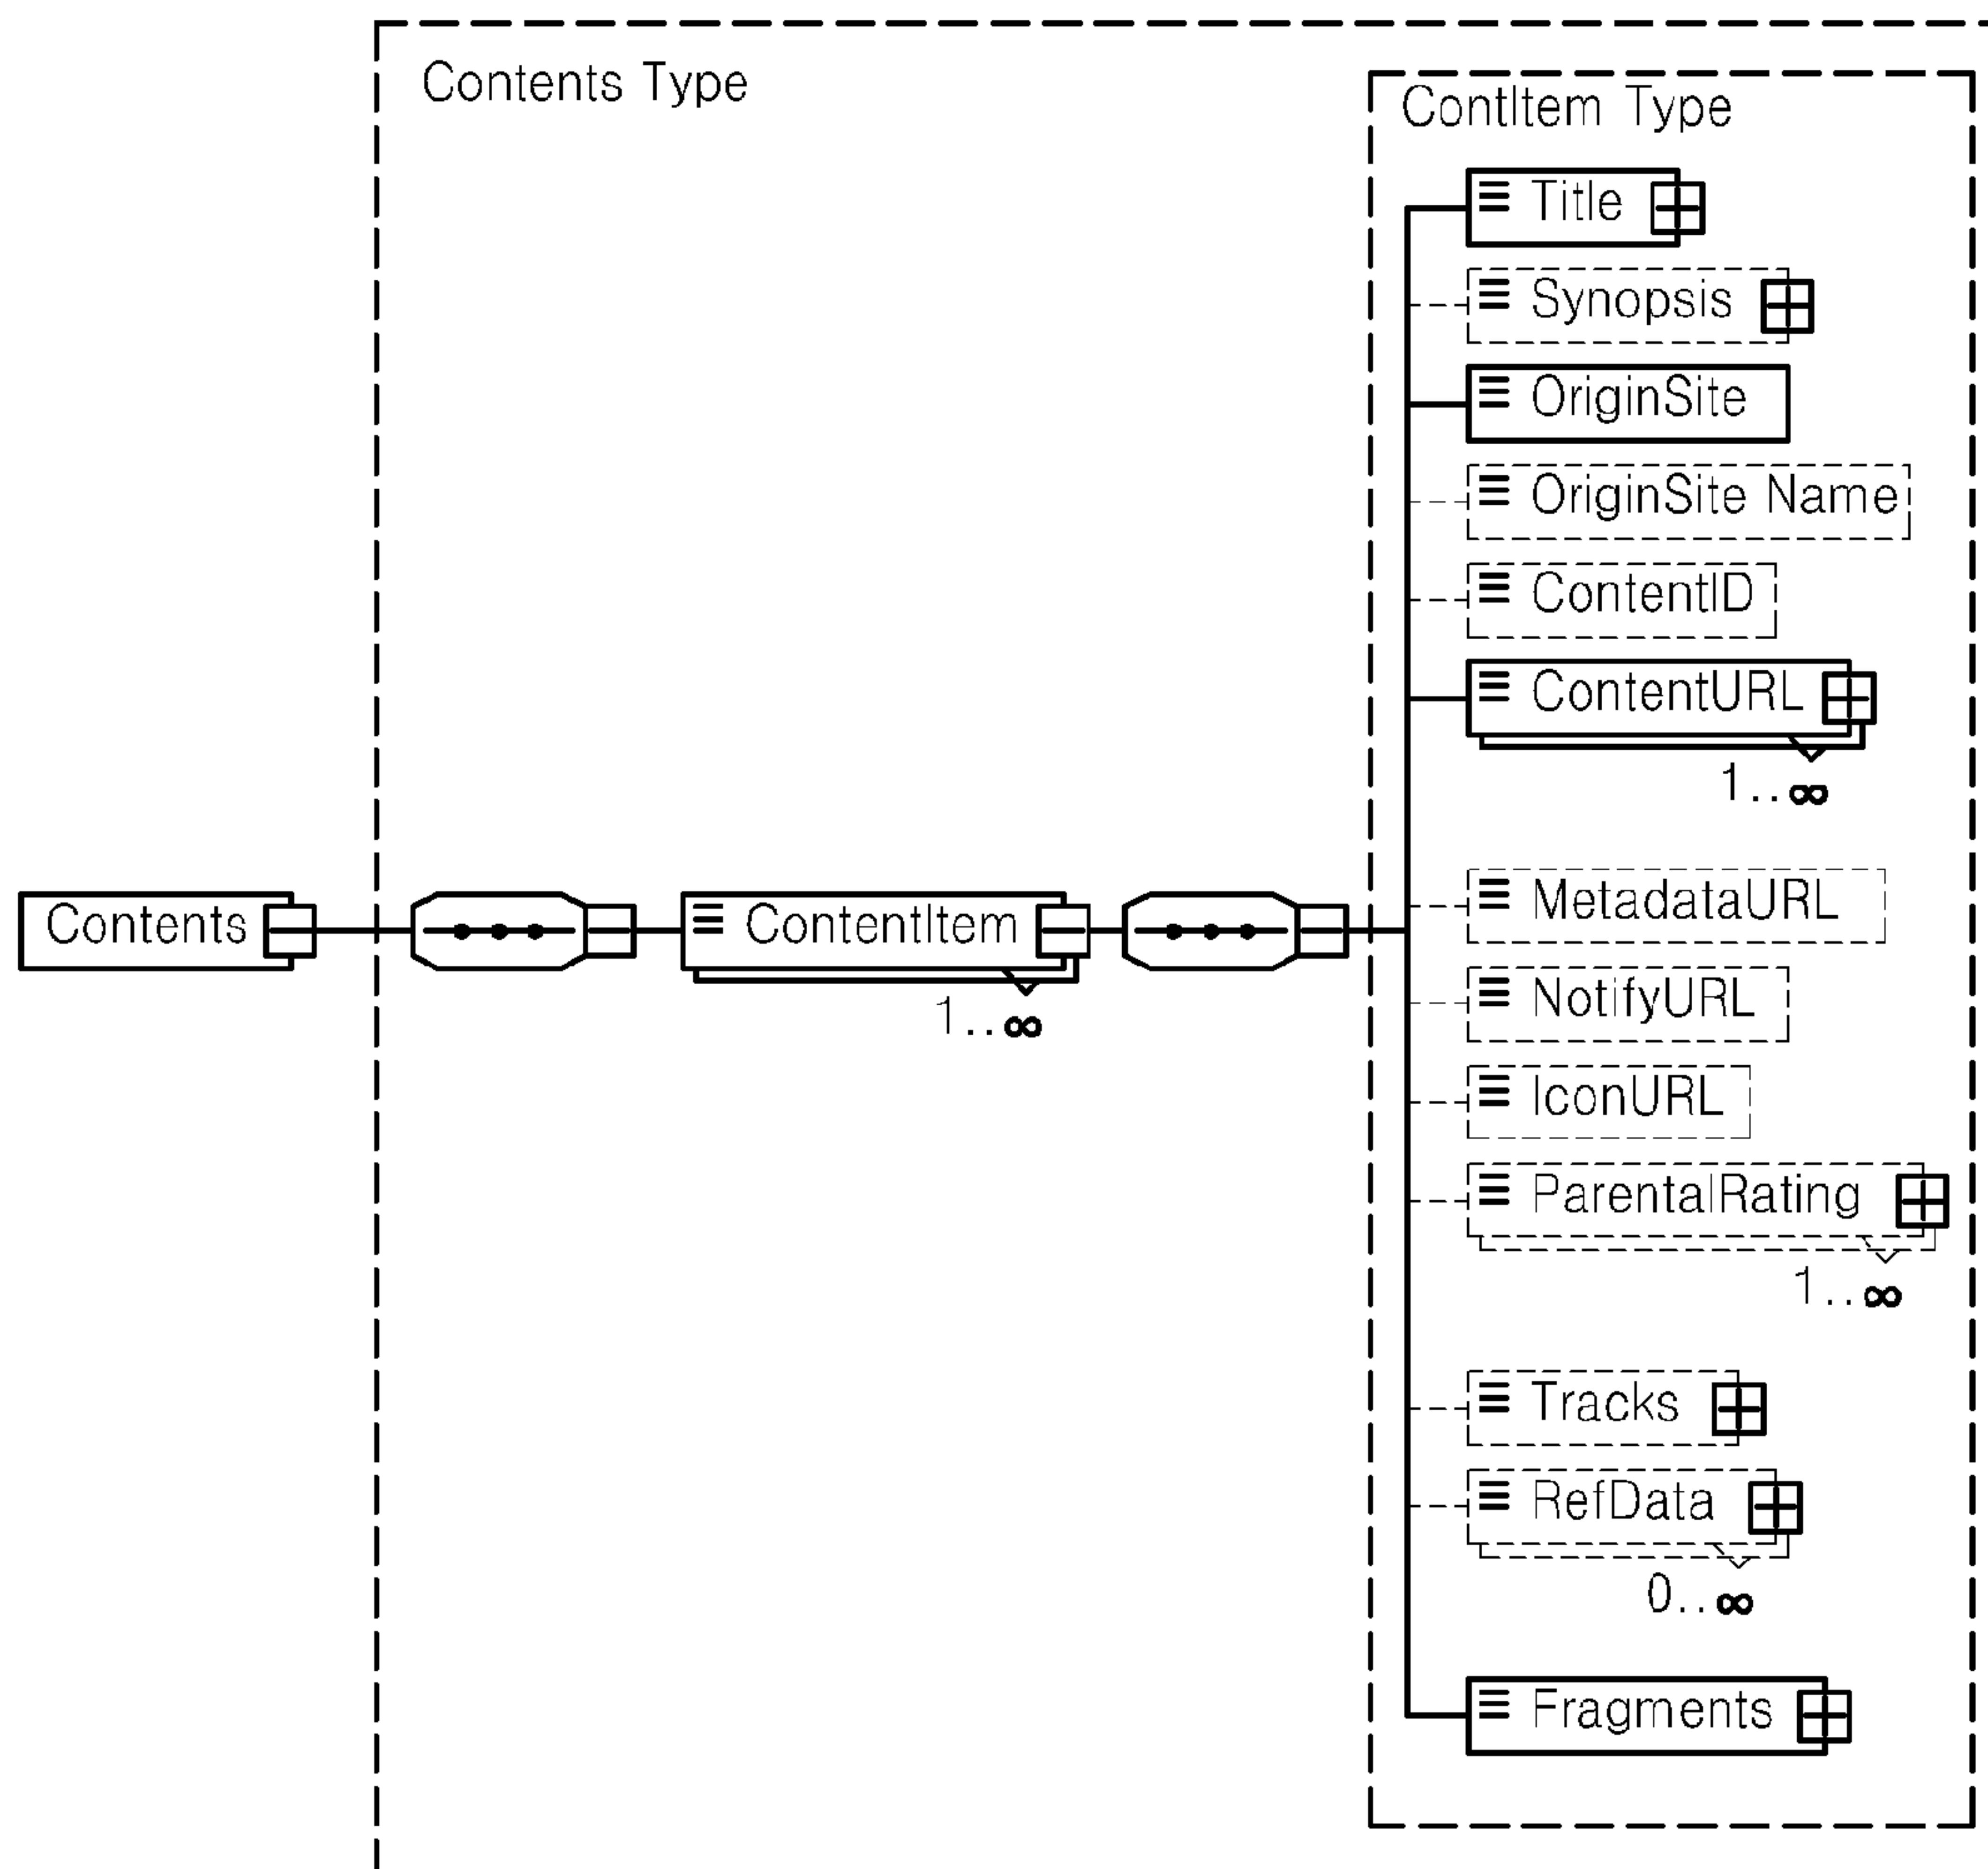 Contents Type
ContItem Type
Title
Synopsis
OriginSite
OriginSite Name
ContentID
ContentURL
1..∞
Contents
ContentItem
1..∞
MetadataURL
NotifyURL
IconURL
ParentalRating
1..∞
Tracks
RefData
0..∞
Fragments